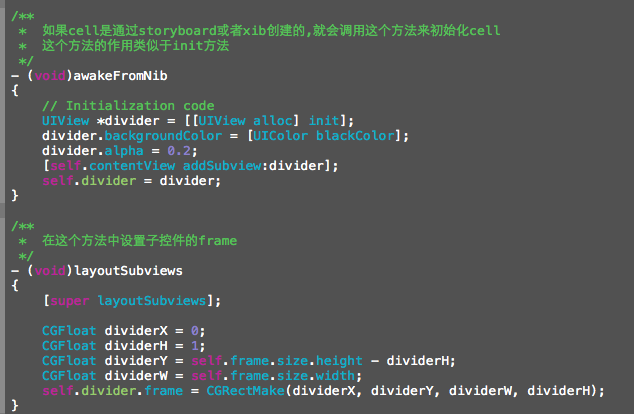 /**
 *  如果cell是通过storyboard或者xib创建的,就会调用这个方法来初始化cell
 *  这个方法的作用类似于init方法
 */
- (void)awakeFromNib
{
    // Initialization code
    UIView *divider = [[UIView alloc] init];
    divider.backgroundColor = [UIColor blackColor];
    divider.alpha = 0.2;
    [self.contentView addSubview:divider];
    self.divider = divider;
}
/**
 *  在这个方法中设置子控件的frame
 */
- (void)layoutSubviews
{
    [super layoutSubviews];
    CGFloat dividerX = 0;
    CGFloat dividerH = 1;
    CGFloat dividerY = self.frame.size.height - dividerH;
    CGFloat dividerW = self.frame.size.width;
    self.divider.frame = CGRectMake(dividerX, dividerY, dividerW, dividerH);
}